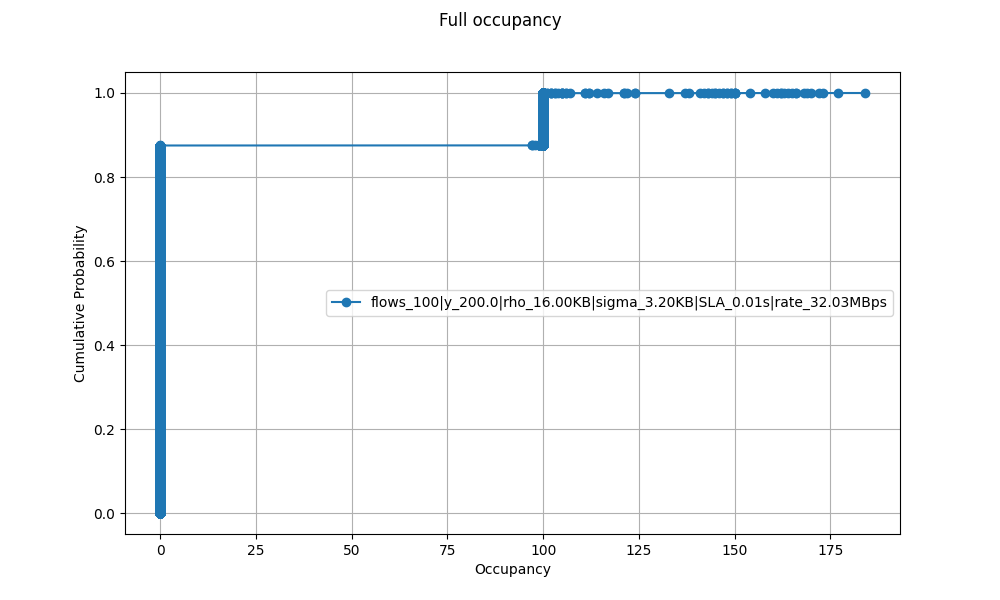 Full occupancy
1.0
0.8
0.6
0.4
0.2
0.0
Cumulative Probability
flows_100|y_200.0|rho_16.00KB|sigma_3.20KB|SLA_0.01s|rate_32.03MBps
0 25 50 75 100 125 150 175
Occupancy